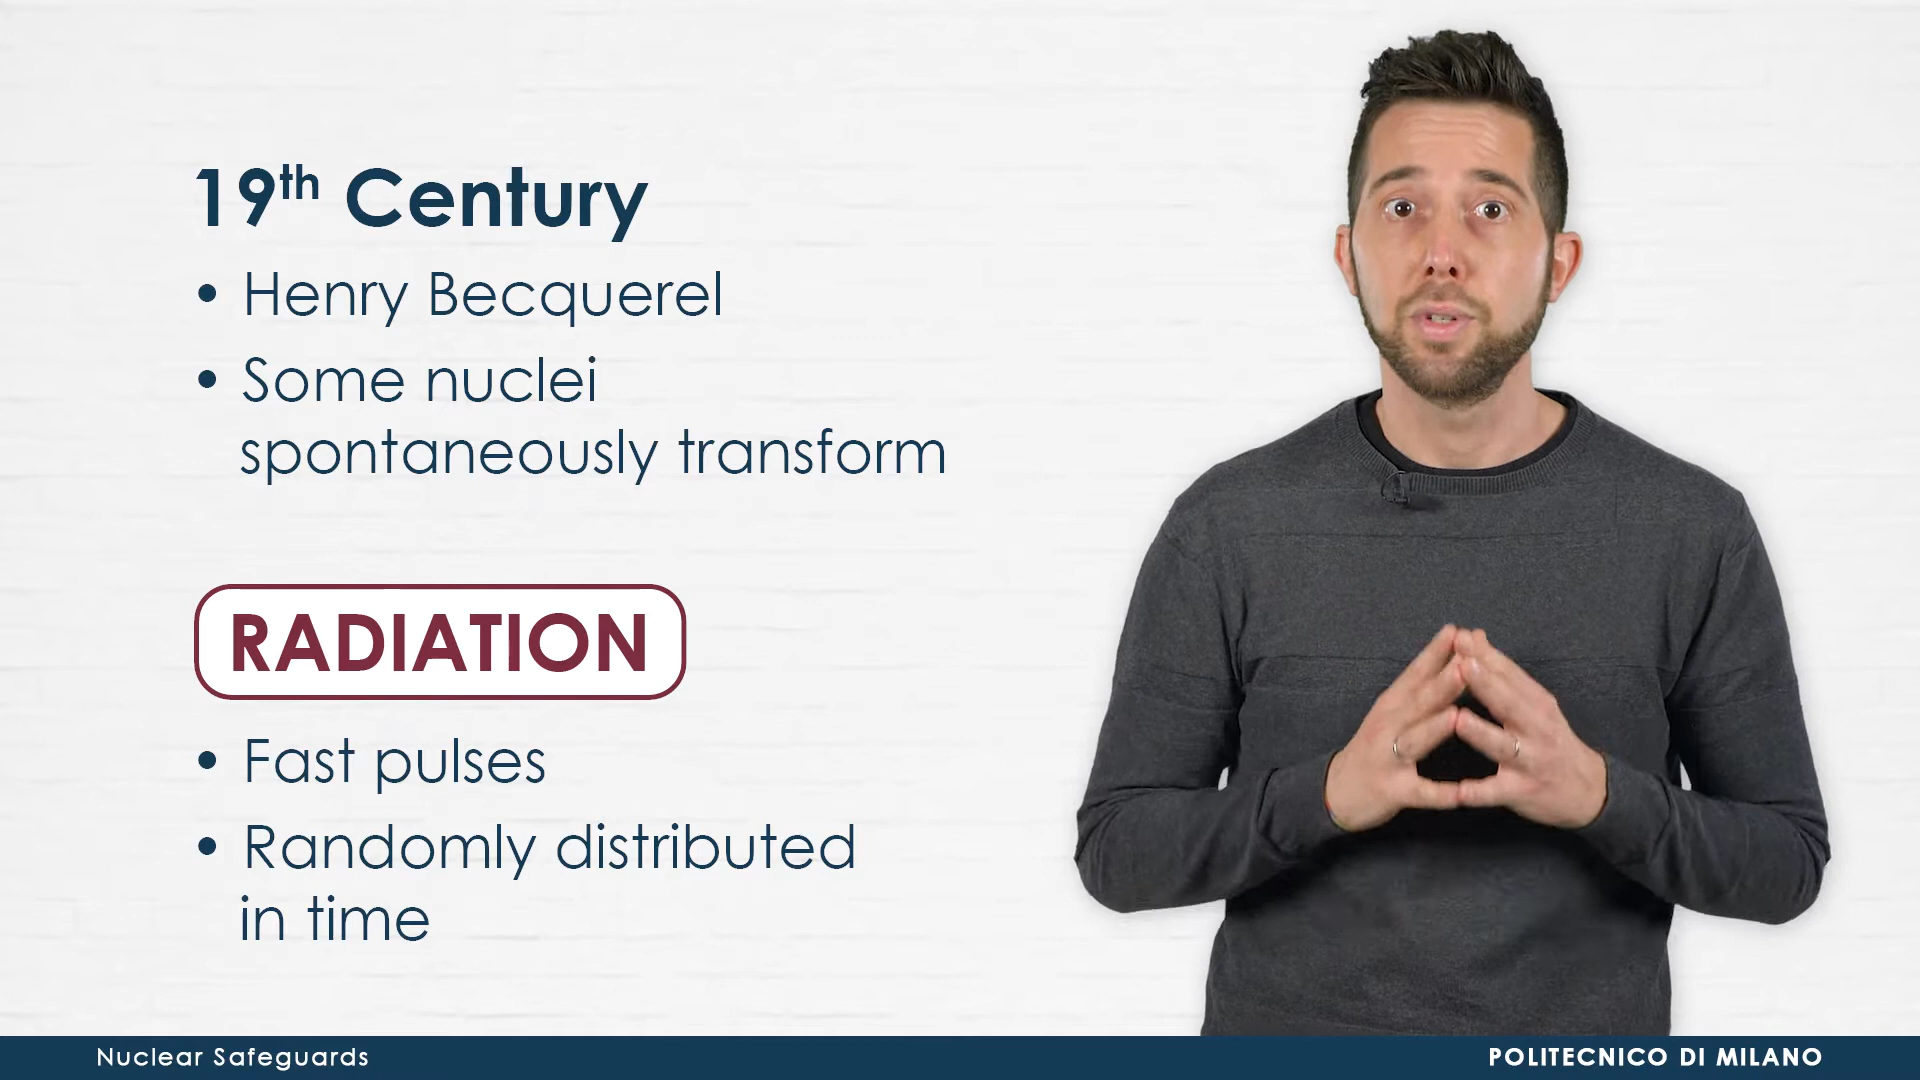 19th Century
• Henry Becquerel
• Some nuclei
spontaneously transform
RADIATION
• Fast pulses
• Randomly distributed
in time
Nuclear Safeguards
POLITECNICO DI MILANO